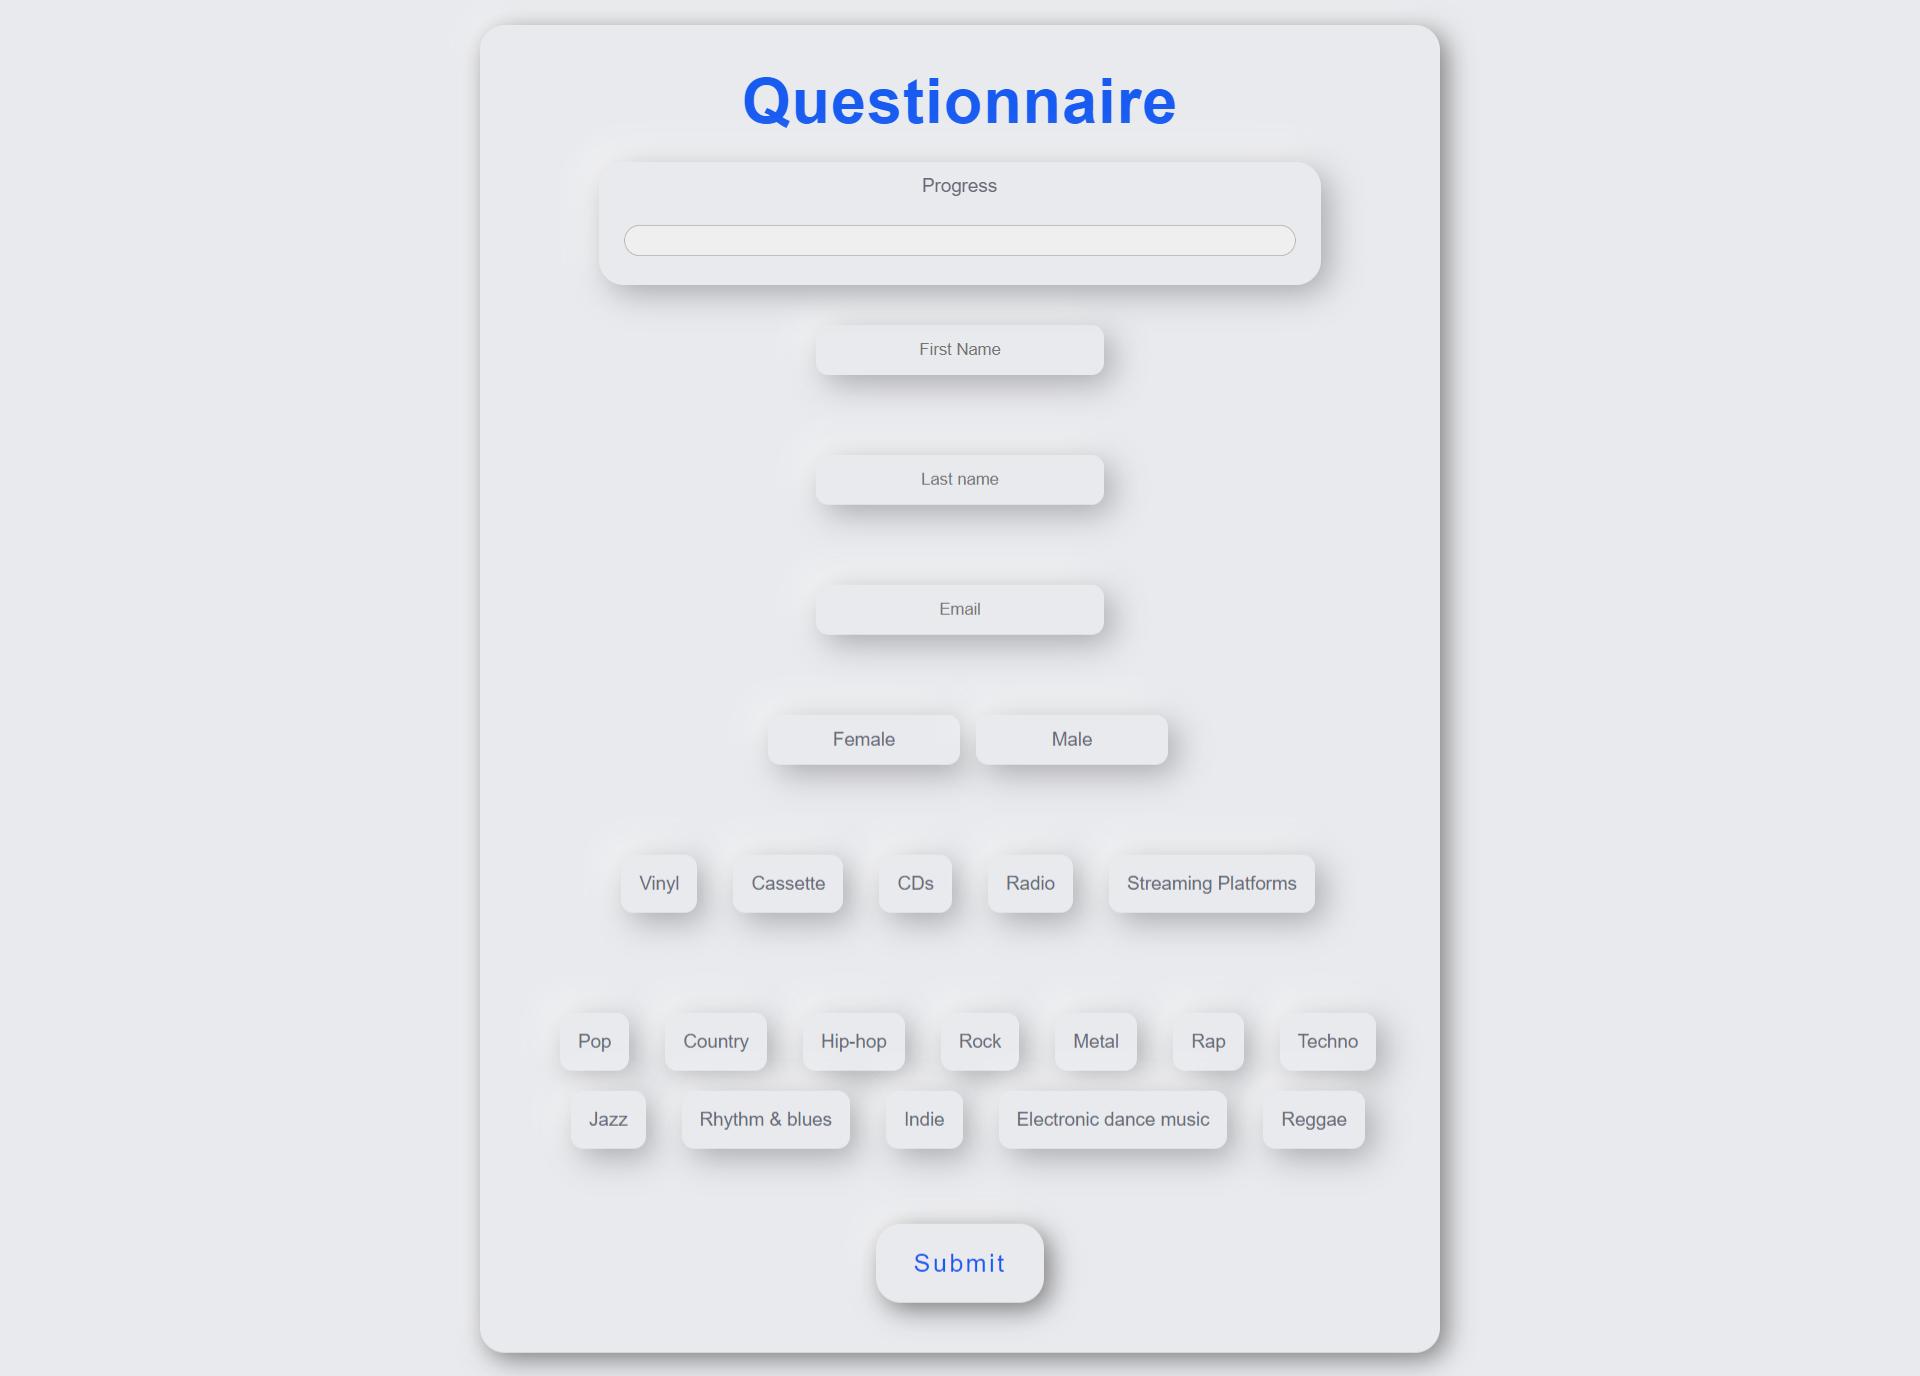 Questionnaire
Progress
First Name
Last name
Email
Female Male
Vinyl Cassette CDs Radio Streaming Platforms
Pop Country Hip-hop Rock Metal Rap Techno
Jazz Rhythm & blues Indie Electronic dance music Reggae
Submit